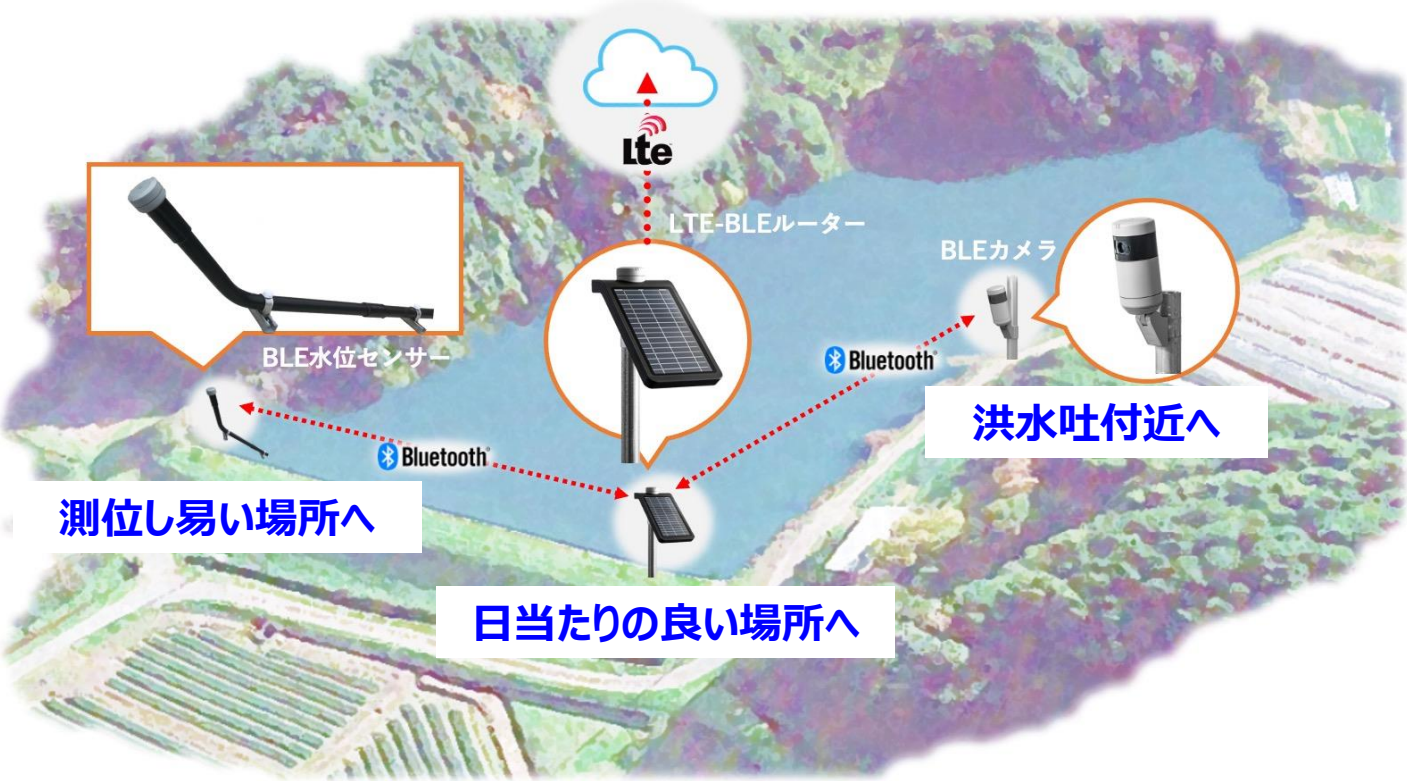 Lte
LTE-BLEルーター
BLEカメラ
BLE水位センサー
Bluetooth
Bluetooth
洪水吐付近へ
測位し易い場所へ
日当たりの良い場所へ